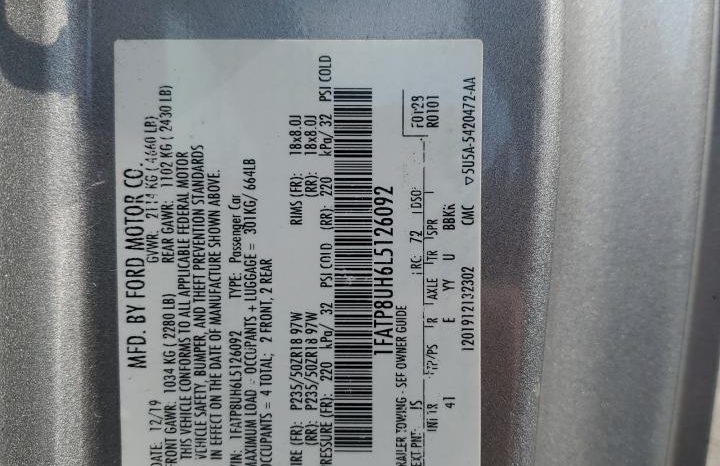 MFD. BY FORD MOTOR CO.
DATE: 12/19 GVWR: 2114 KG ( 4660 LB)
FRONT GAWR: 1034 KG ( 2280 LB) REAR GAWR: 1102 KG ( 2430 LB)
THIS VEHICLE CONFORMS TO ALL APPLICABLE FEDERAL MOTOR
VEHICLE SAFETY, BUMPER, AND THEFT PREVENTION STANDARDS
IN EFFECT ON THE DATE OF MANUFACTURE SHOWN ABOVE.
VIN: 1FATP8UH6L5126092 TYPE: Passenger Car
MAXIMUM LOAD = OCCUPANTS + LUGGAGE = 301KG/ 664LB
OCCUPANTS = 4 TOTAL; 2 FRONT, 2 REAR
TIRE (FR): P235/50ZR18 97W RIMS (FR): 18x8.0J
(RR): P235/50ZR18 97W (RR): 18x8.0J
PRESSURE (FR): 220 kPa/ 32 PSI COLD (RR): 220 kPa/ 32 PSI COLD
1FATP8UH6L5126092
TRAILER TOWING - SEE OWNER GUIDE
F0123
R0101
EXT PNT: JS RC: 72 DSO:
INT TR TP/PS R AXLE TR SPR
41 E YY U
1201912132302 CMC ▽5U5A-5420472-AA